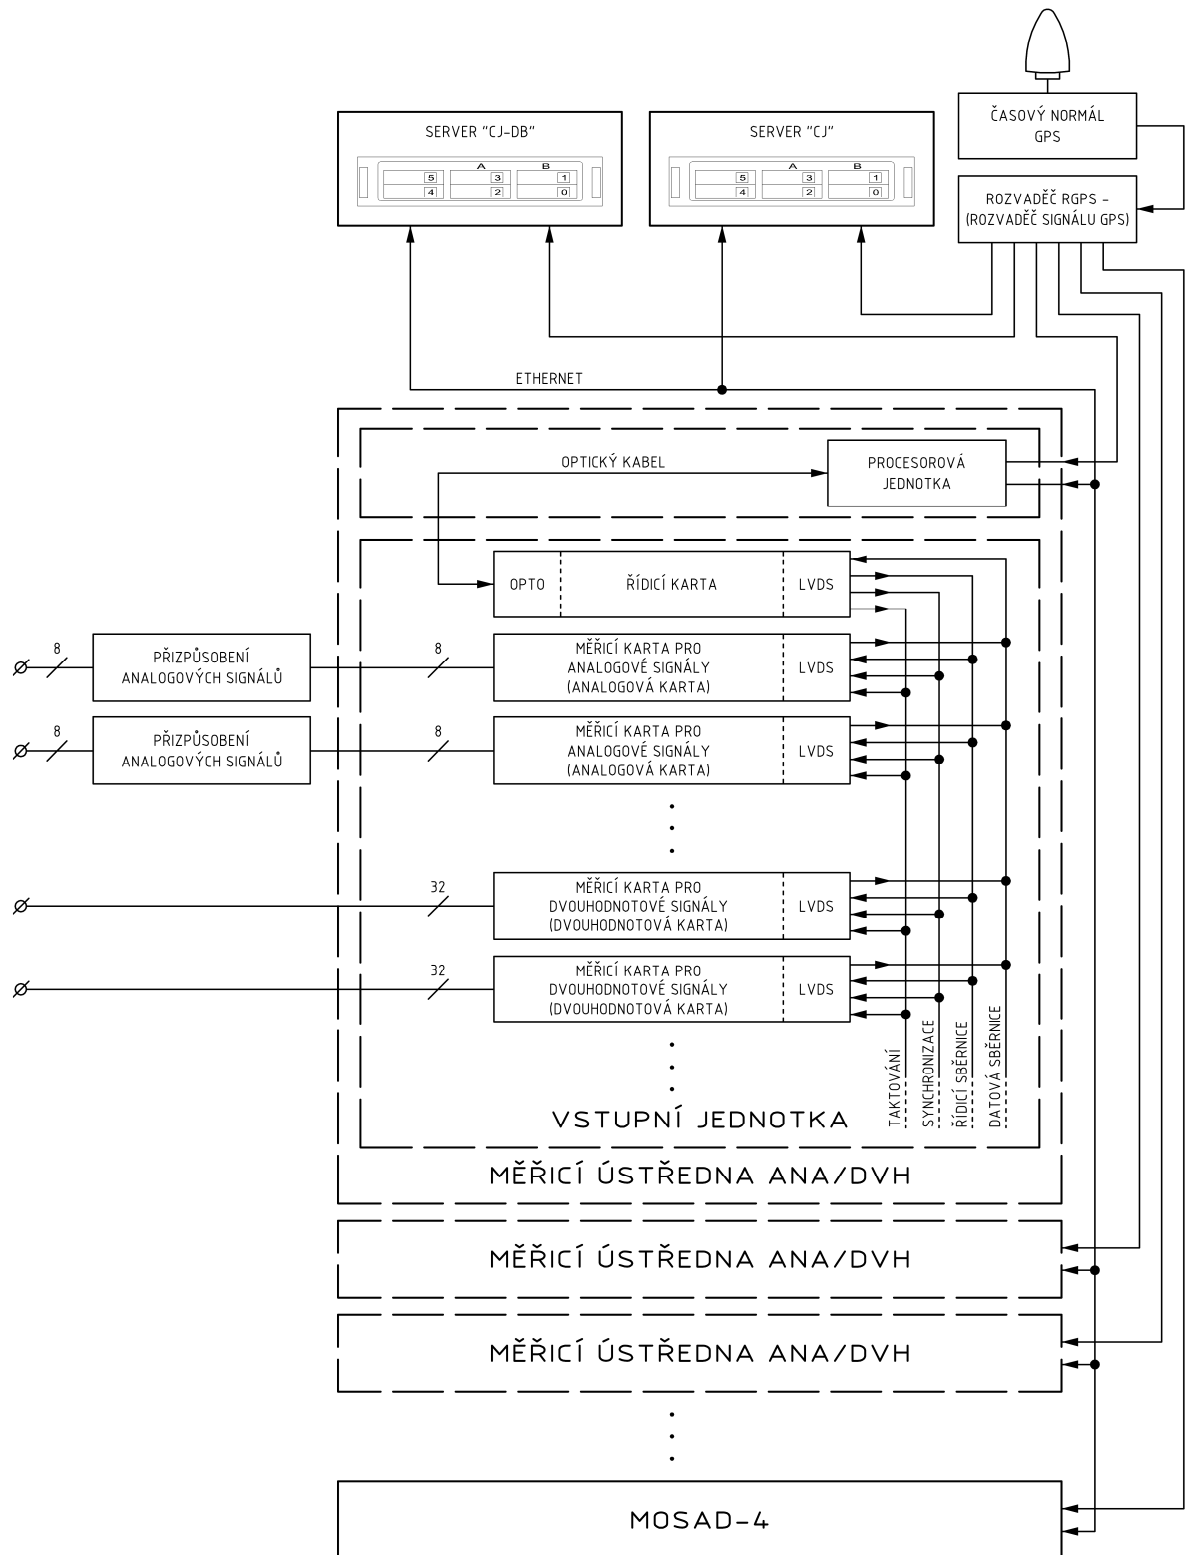 ČASOVÝ NORMÁL
GPS
SERVER "CJ-DB"
A B
5 3 1
4 2 0
SERVER "CJ"
A B
5 3 1
4 2 0
ROZVADĚČ RGPS -
(ROZVADĚČ SIGNÁLU GPS)
ETHERNET
OPTICKÝ KABEL
PROCESOROVÁ
JEDNOTKA
OPTO
ŘÍDICÍ KARTA
LVDS
8
PŘIZPŮSOBENÍ
ANALOGOVÝCH SIGNÁLŮ
8
MĚŘICÍ KARTA PRO
ANALOGOVÉ SIGNÁLY
(ANALOGOVÁ KARTA)
LVDS
8
PŘIZPŮSOBENÍ
ANALOGOVÝCH SIGNÁLŮ
8
MĚŘICÍ KARTA PRO
ANALOGOVÉ SIGNÁLY
(ANALOGOVÁ KARTA)
LVDS
32
MĚŘICÍ KARTA PRO
DVOUHODNOTOVÉ SIGNÁLY
(DVOUHODNOTOVÁ KARTA)
LVDS
32
MĚŘICÍ KARTA PRO
DVOUHODNOTOVÉ SIGNÁLY
(DVOUHODNOTOVÁ KARTA)
LVDS
TAKTOVÁNÍ
SYNCHRONIZACE
ŘÍDICÍ SBĚRNICE
DATOVÁ SBĚRNICE
VSTUPNÍ JEDNOTKA
MĚŘICÍ ÚSTŘEDNA ANA/DVH
MĚŘICÍ ÚSTŘEDNA ANA/DVH
MĚŘICÍ ÚSTŘEDNA ANA/DVH
MOSAD-4